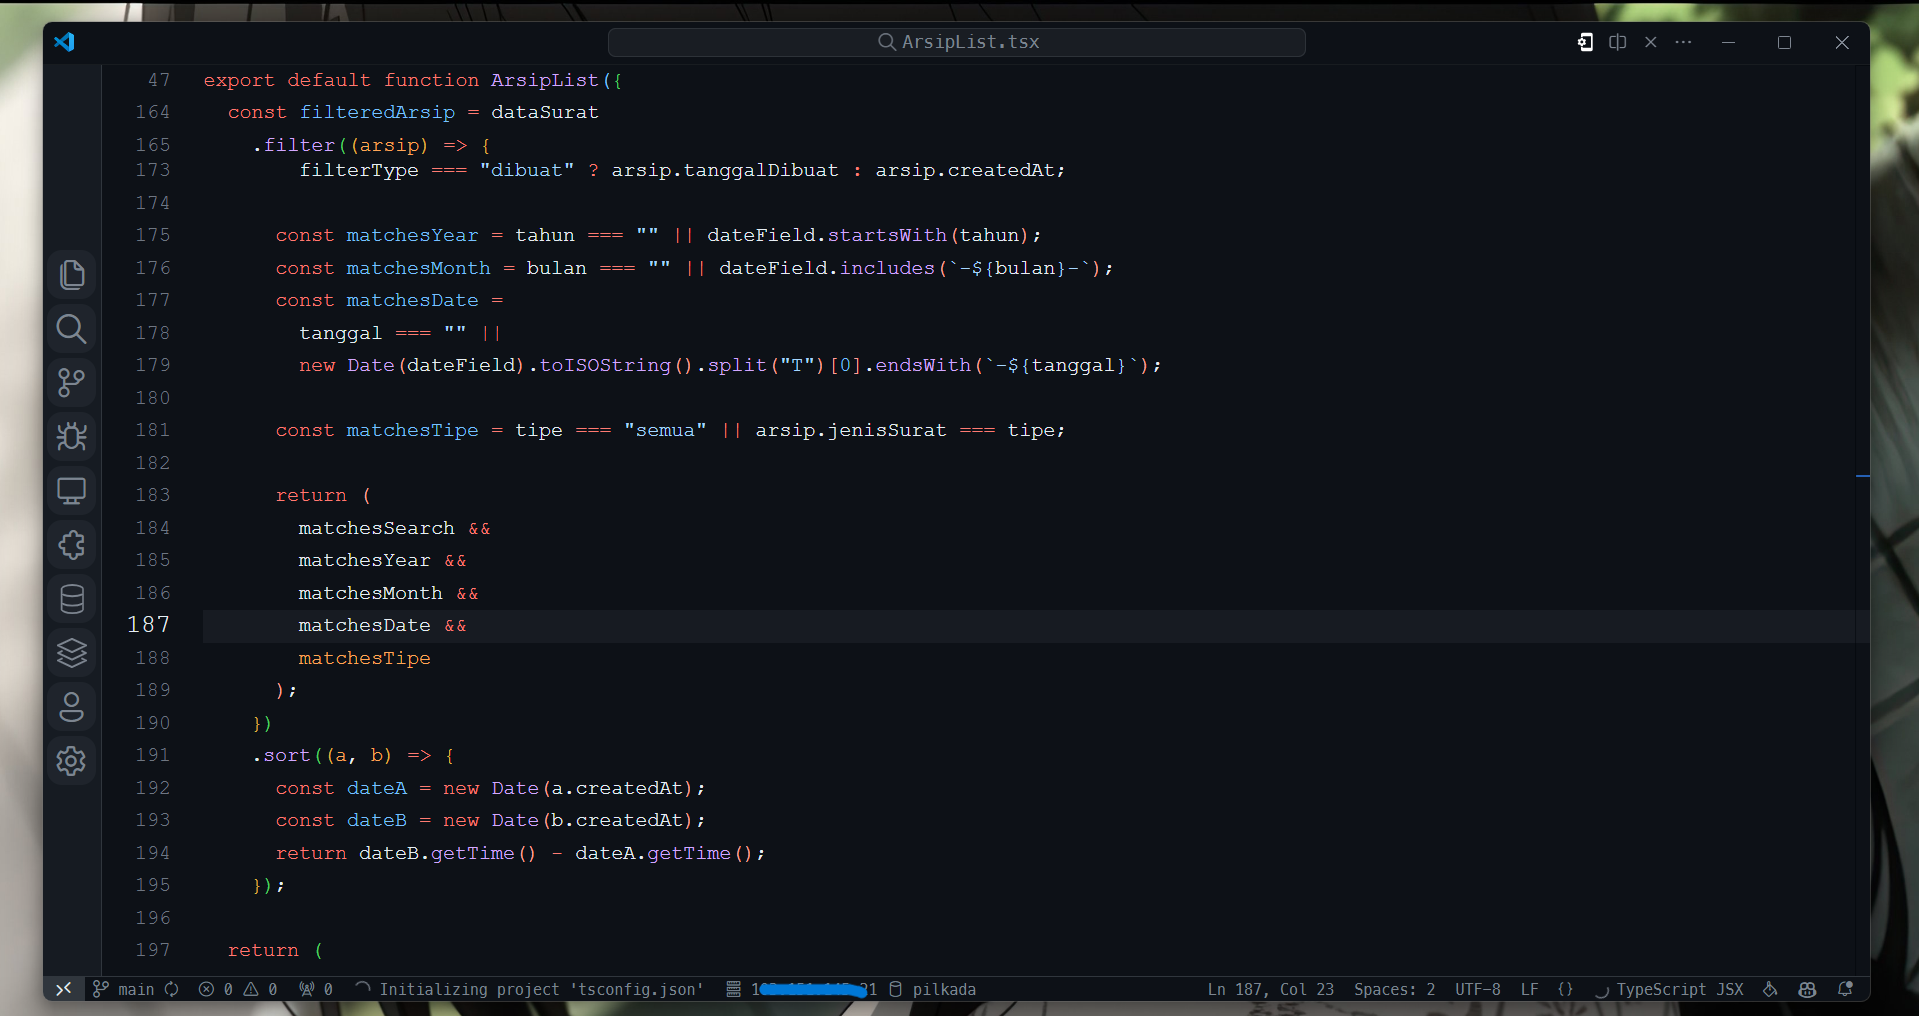 ArsipList.tsx
47 export default function ArsipList({
164 const filteredArsip = dataSurat
165 .filter((arsip) => {
173 filterType === "dibuat" ? arsip.tanggalDibuat : arsip.createdAt;
174
175 const matchesYear = tahun === "" || dateField.startsWith(tahun);
176 const matchesMonth = bulan === "" || dateField.includes(`-${bulan}-`);
177 const matchesDate =
178 tanggal === "" ||
179 new Date(dateField).toISOString().split("T")[0].endsWith(`-${tanggal}`);
180
181 const matchesTipe = tipe === "semua" || arsip.jenisSurat === tipe;
182
183 return (
184 matchesSearch &&
185 matchesYear &&
186 matchesMonth &&
187 matchesDate &&
188 matchesTipe
189 );
190 })
191 .sort((a, b) => {
192 const dateA = new Date(a.createdAt);
193 const dateB = new Date(b.createdAt);
194 return dateB.getTime() - dateA.getTime();
195 });
196
197 return (
main 0 0 0 Initializing project 'tsconfig.json' pilkada Ln 187, Col 23 Spaces: 2 UTF-8 LF {} TypeScript JSX